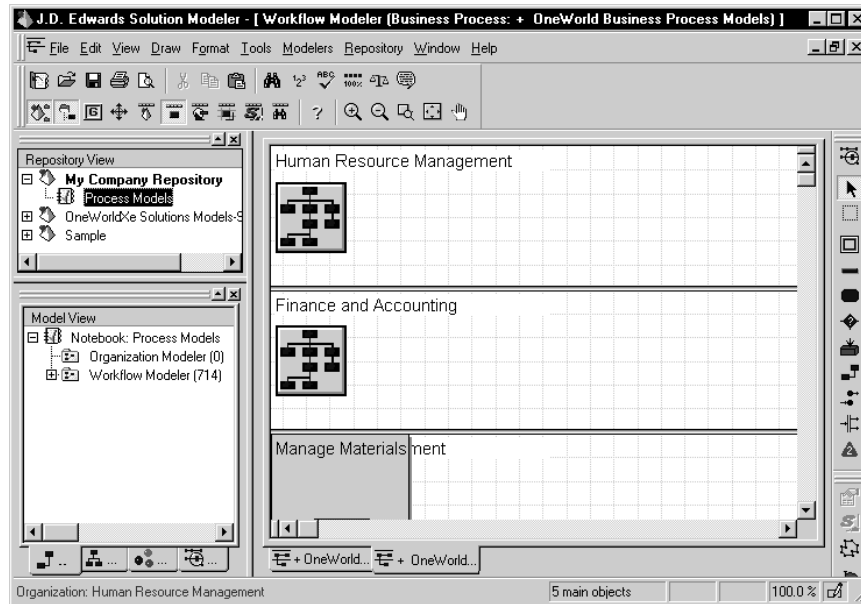 J.D. Edwards Solution Modeler - [ Workflow Modeler (Business Process: + OneWorld Business Process Models) ]
File Edit View Draw Format Tools Modelers Repository Window Help
Repository View
My Company Repository
Process Models
OneWorldXe Solutions Models-S
Sample
Model View
Notebook: Process Models
Organization Modeler (0)
Workflow Modeler (714)
Human Resource Management
Finance and Accounting
Manage Materials ment
+ OneWorld... + OneWorld...
Organization: Human Resource Management 5 main objects 100.0 %